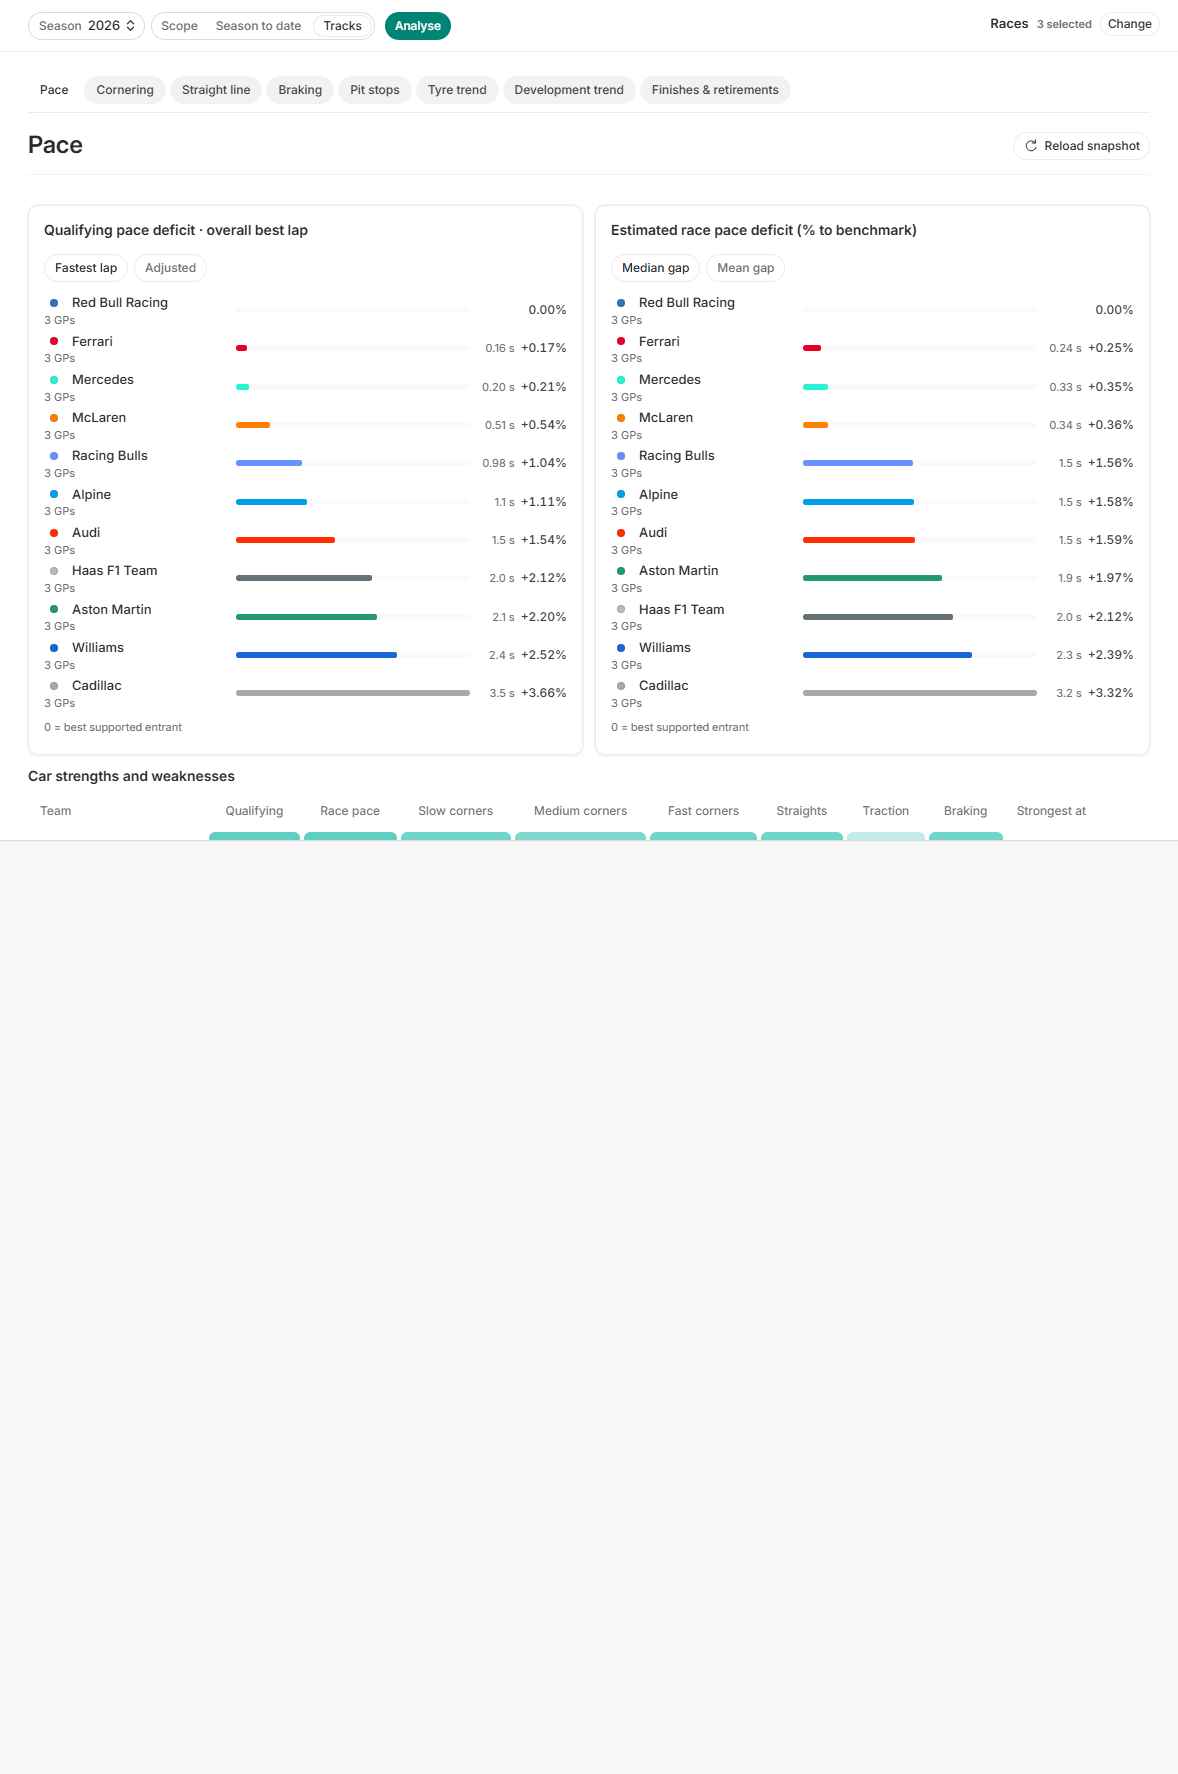 Season 2026 Scope Season to date Tracks Analyse Races 3 selected Change
Pace Cornering Straight line Braking Pit stops Tyre trend Development trend Finishes & retirements
Pace
Reload snapshot
Qualifying pace deficit · overall best lap
Fastest lap Adjusted
Red Bull Racing
3 GPs
0.00%
Ferrari
3 GPs
0.16 s +0.17%
Mercedes
3 GPs
0.20 s +0.21%
McLaren
3 GPs
0.51 s +0.54%
Racing Bulls
3 GPs
0.98 s +1.04%
Alpine
3 GPs
1.1 s +1.11%
Audi
3 GPs
1.5 s +1.54%
Haas F1 Team
3 GPs
2.0 s +2.12%
Aston Martin
3 GPs
2.1 s +2.20%
Williams
3 GPs
2.4 s +2.52%
Cadillac
3 GPs
3.5 s +3.66%
0 = best supported entrant
Estimated race pace deficit (% to benchmark)
Median gap Mean gap
Red Bull Racing
3 GPs
0.00%
Ferrari
3 GPs
0.24 s +0.25%
Mercedes
3 GPs
0.33 s +0.35%
McLaren
3 GPs
0.34 s +0.36%
Racing Bulls
3 GPs
1.5 s +1.56%
Alpine
3 GPs
1.5 s +1.58%
Audi
3 GPs
1.5 s +1.59%
Aston Martin
3 GPs
1.9 s +1.97%
Haas F1 Team
3 GPs
2.0 s +2.12%
Williams
3 GPs
2.3 s +2.39%
Cadillac
3 GPs
3.2 s +3.32%
0 = best supported entrant
Car strengths and weaknesses
Team Qualifying Race pace Slow corners Medium corners Fast corners Straights Traction Braking Strongest at